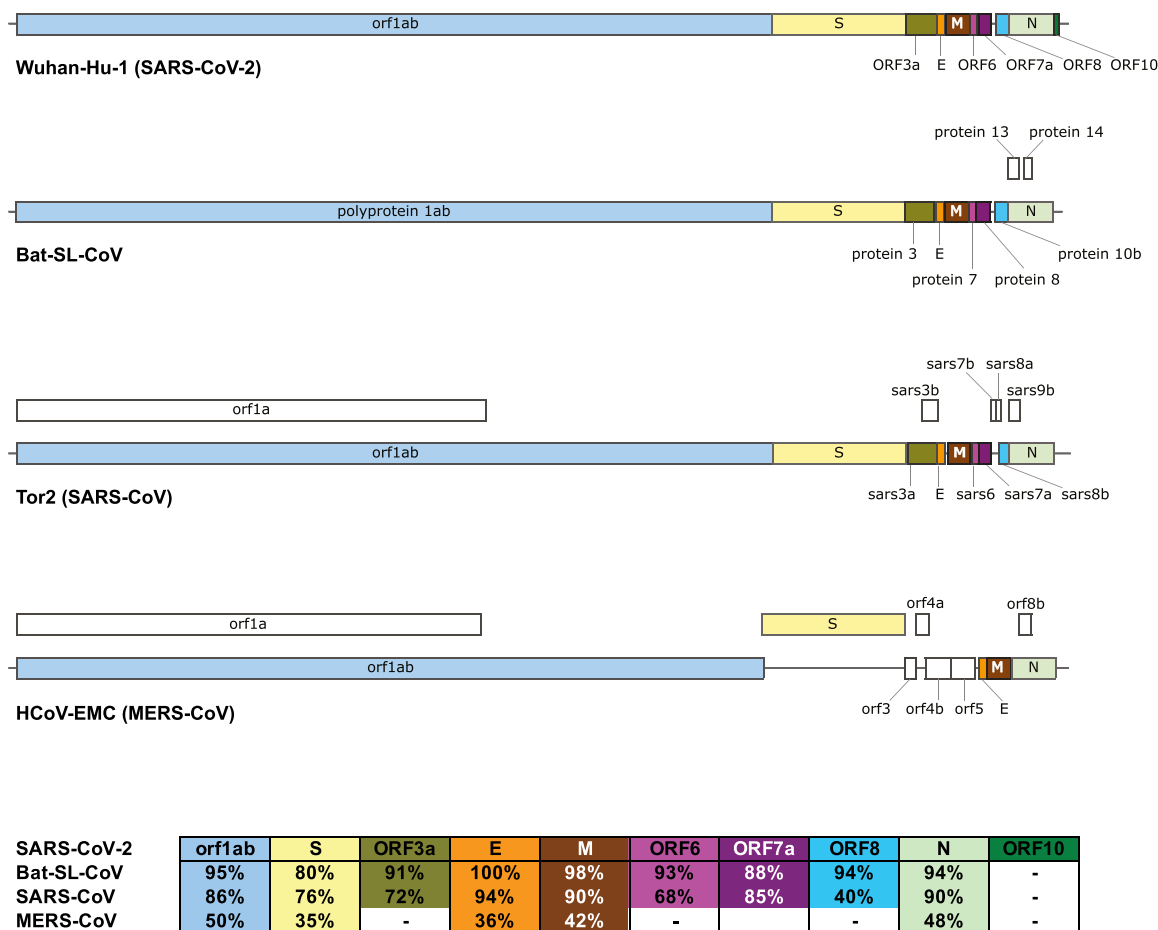 orf1ab S M N
ORF3a E ORF6 ORF7a ORF8 ORF10
Wuhan-Hu-1 (SARS-CoV-2)
protein 13 protein 14
polyprotein 1ab S M N
protein 3 E protein 10b
Bat-SL-CoV
protein 7 protein 8
sars7b sars8a
sars3b sars9b
orf1a
orf1ab S M N
sars3a E sars6 sars7a sars8b
Tor2 (SARS-CoV)
orf4a orf8b
orf1a S
orf1ab M N
orf3 orf4b orf5 E
HCoV-EMC (MERS-CoV)
SARS-CoV-2 orf1ab S ORF3a E M ORF6 ORF7a ORF8 N ORF10
Bat-SL-CoV 95% 80% 91% 100% 98% 93% 88% 94% 94% -
SARS-CoV 86% 76% 72% 94% 90% 68% 85% 40% 90% -
MERS-CoV 50% 35% - 36% 42% - - 48% -